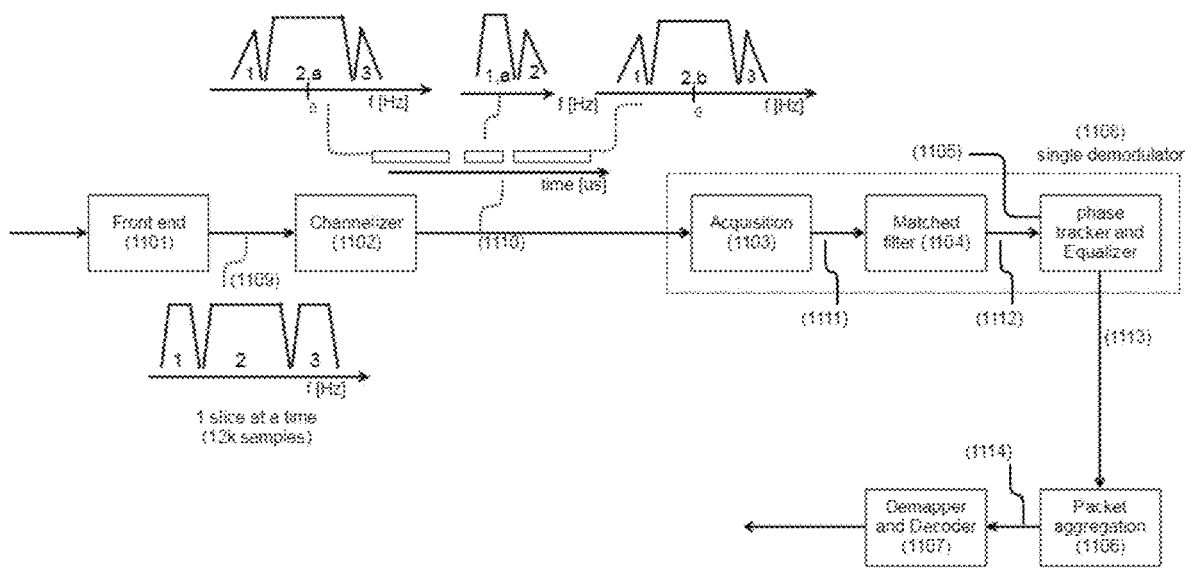 1 2,a 3
0
f [Hz]
1,a 2
f [Hz]
1 2,b 3
0
f [Hz]
time [us]
(1108)
single demodulator
(1105)
Front end
(1101)
Channelizer
(1102)
(1110)
Acquisition
(1103)
Matched
filter (1104)
phase
tracker and
Equalizer
(1109)
(1111)
(1112)
(1113)
1 2 3
f [Hz]
1 slice at a time
(12k samples)
(1114)
Demapper
and Decoder
(1107)
Packet
aggregation
(1106)